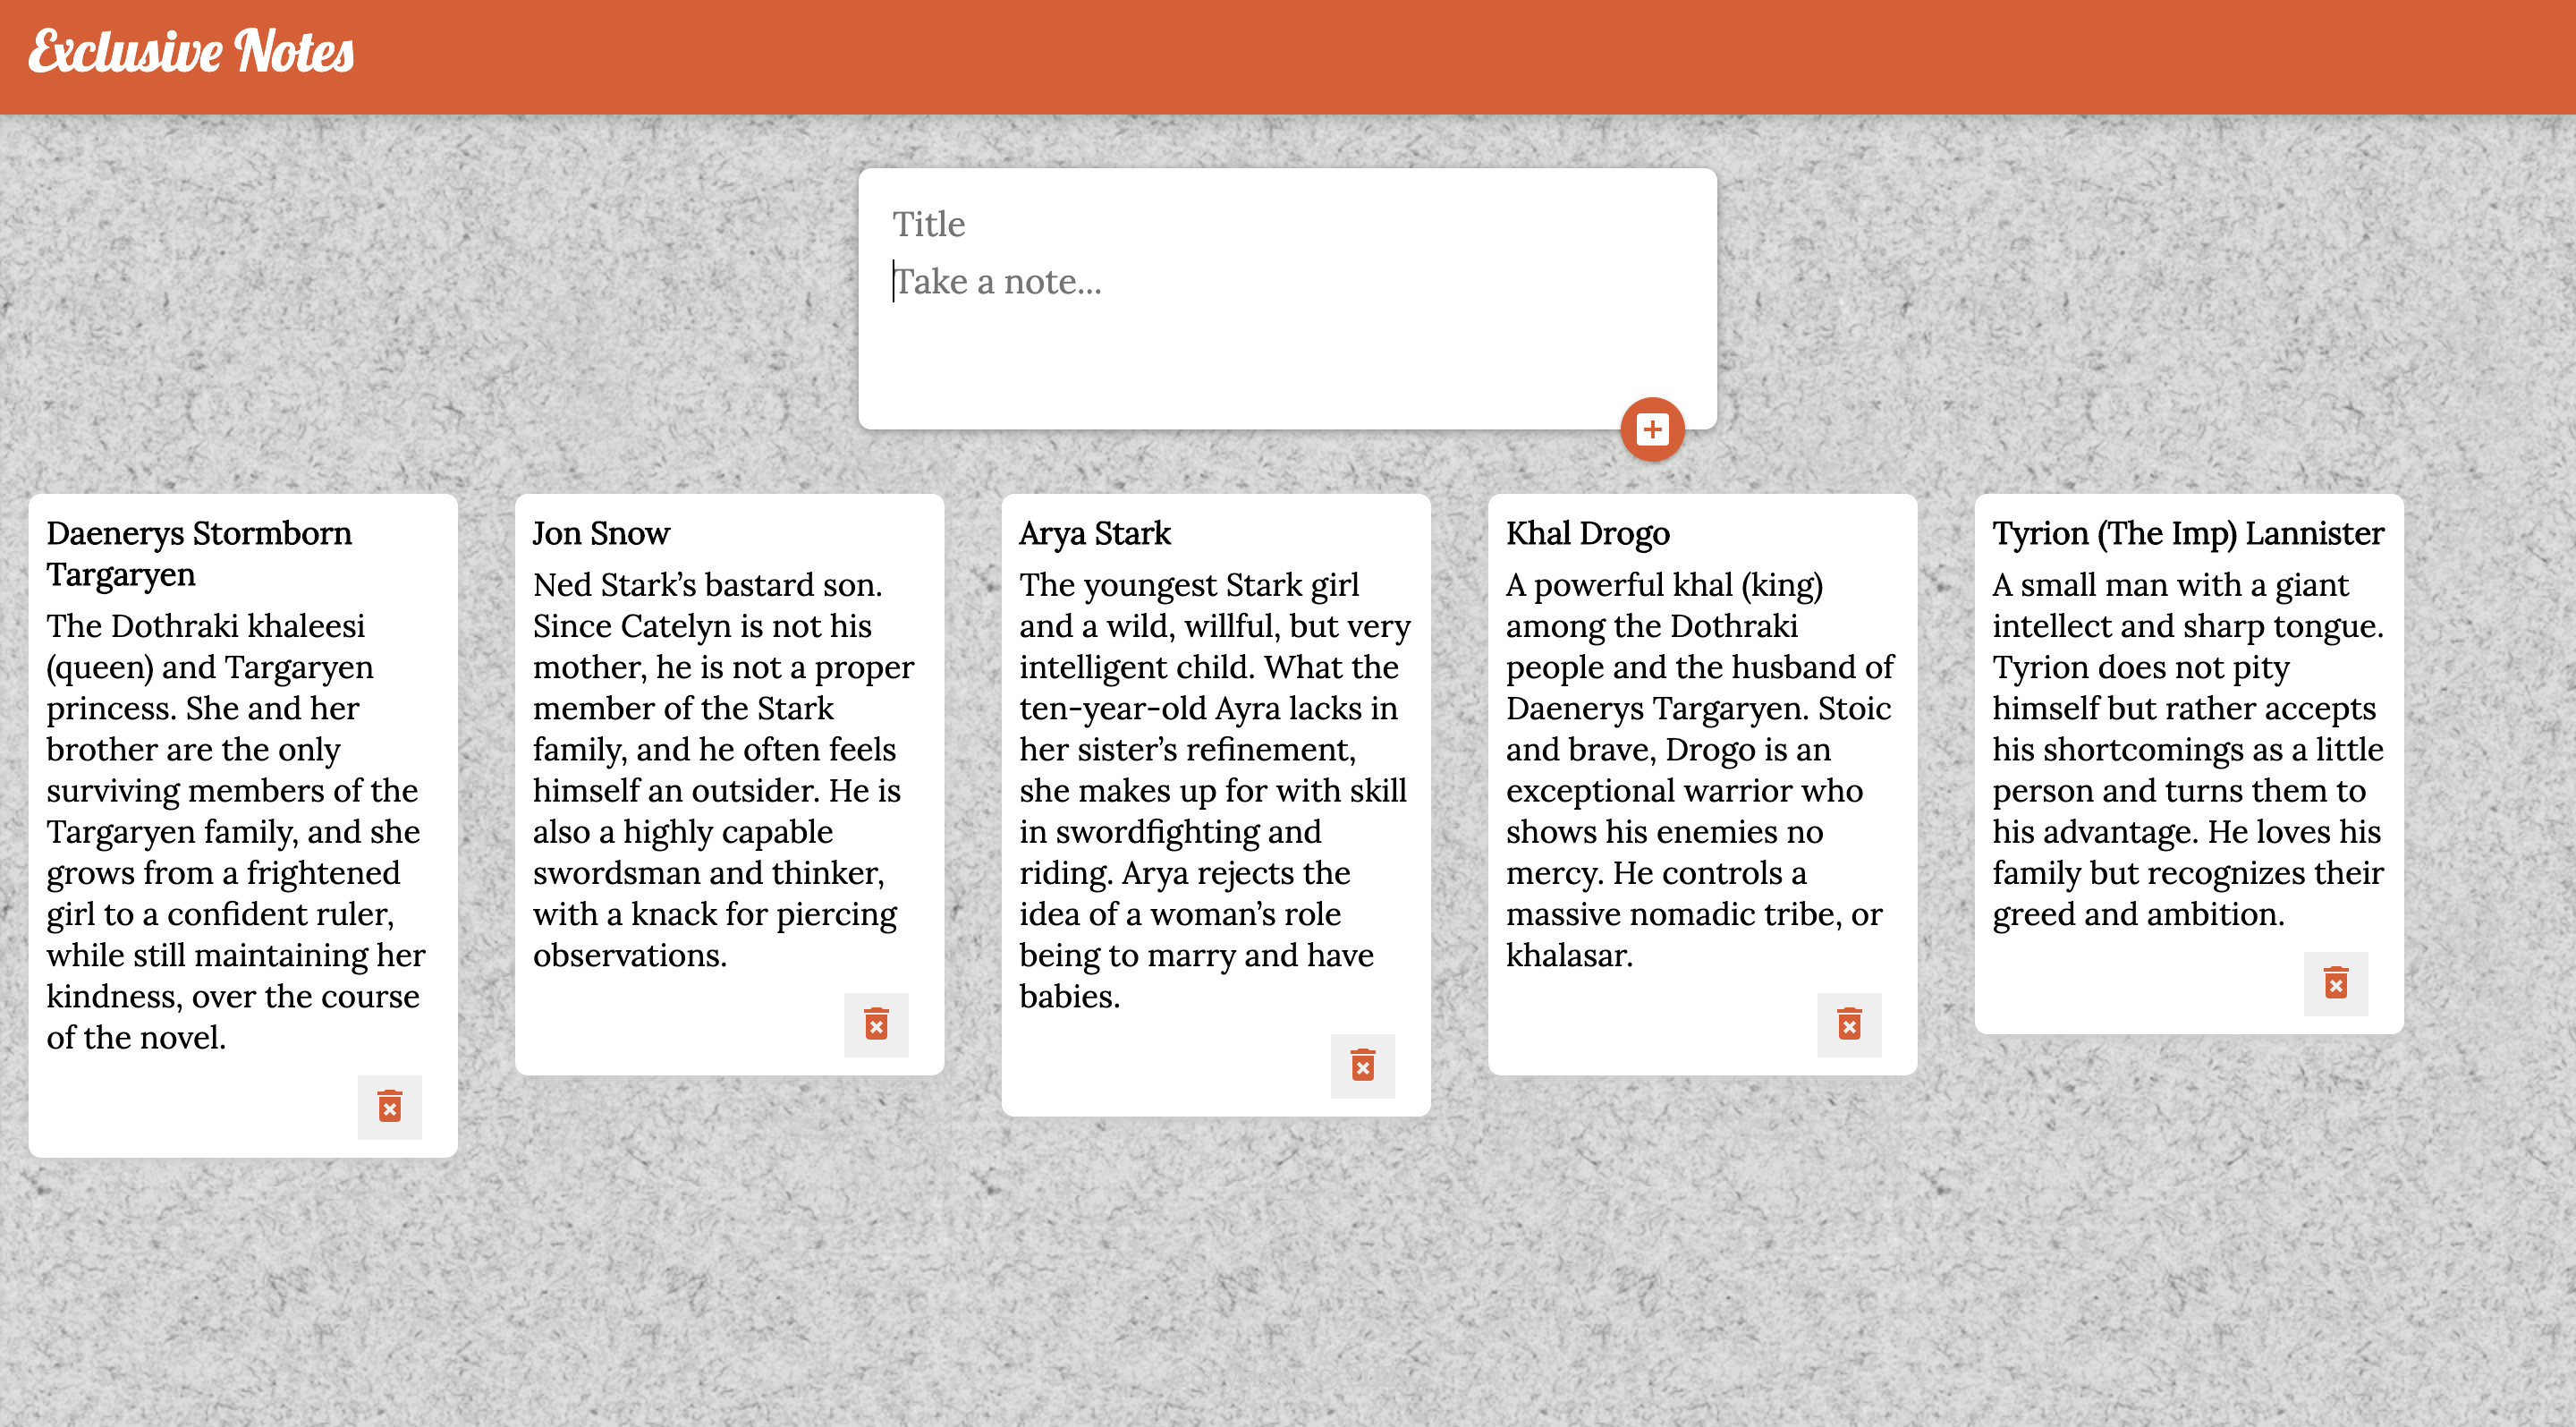 Exclusive Notes
Title
Take a note...
Daenerys Stormborn
Targaryen
The Dothraki khaleesi
(queen) and Targaryen
princess. She and her
brother are the only
surviving members of the
Targaryen family, and she
grows from a frightened
girl to a confident ruler,
while still maintaining her
kindness, over the course
of the novel.
Jon Snow
Ned Stark’s bastard son.
Since Catelyn is not his
mother, he is not a proper
member of the Stark
family, and he often feels
himself an outsider. He is
also a highly capable
swordsman and thinker,
with a knack for piercing
observations.
Arya Stark
The youngest Stark girl
and a wild, willful, but very
intelligent child. What the
ten-year-old Ayra lacks in
her sister’s refinement,
she makes up for with skill
in swordfighting and
riding. Arya rejects the
idea of a woman’s role
being to marry and have
babies.
Khal Drogo
A powerful khal (king)
among the Dothraki
people and the husband of
Daenerys Targaryen. Stoic
and brave, Drogo is an
exceptional warrior who
shows his enemies no
mercy. He controls a
massive nomadic tribe, or
khalasar.
Tyrion (The Imp) Lannister
A small man with a giant
intellect and sharp tongue.
Tyrion does not pity
himself but rather accepts
his shortcomings as a little
person and turns them to
his advantage. He loves his
family but recognizes their
greed and ambition.